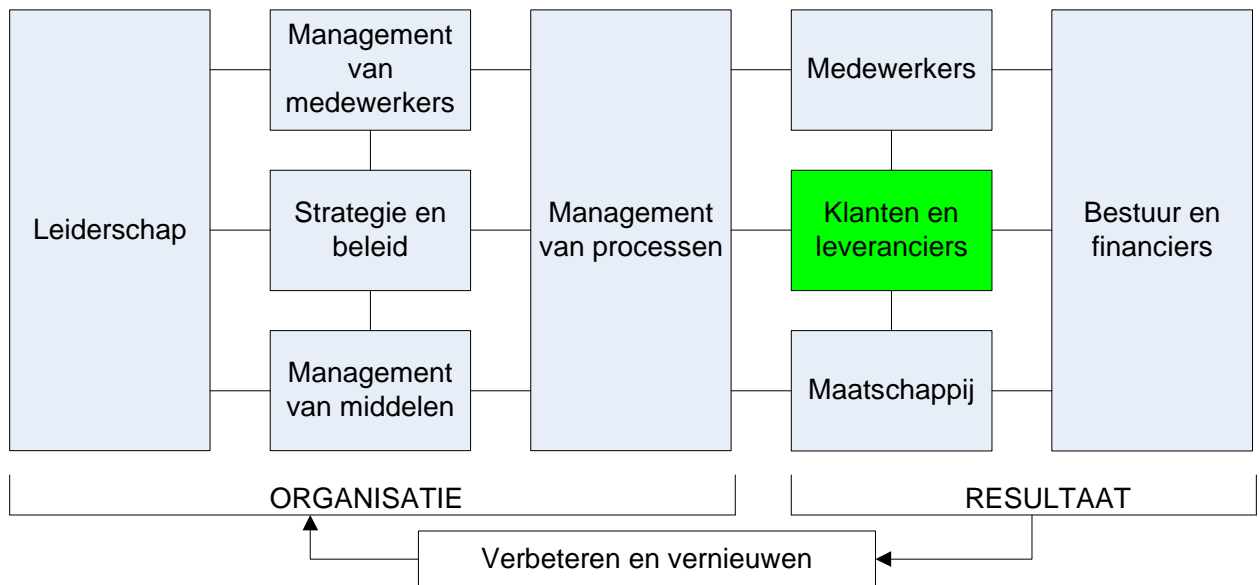 Leiderschap
Management
van
medewerkers
Strategie en
beleid
Management
van middelen
Management
van processen
Medewerkers
Klanten en
leveranciers
Maatschappij
Bestuur en
financiers
ORGANISATIE
RESULTAAT
Verbeteren en vernieuwen